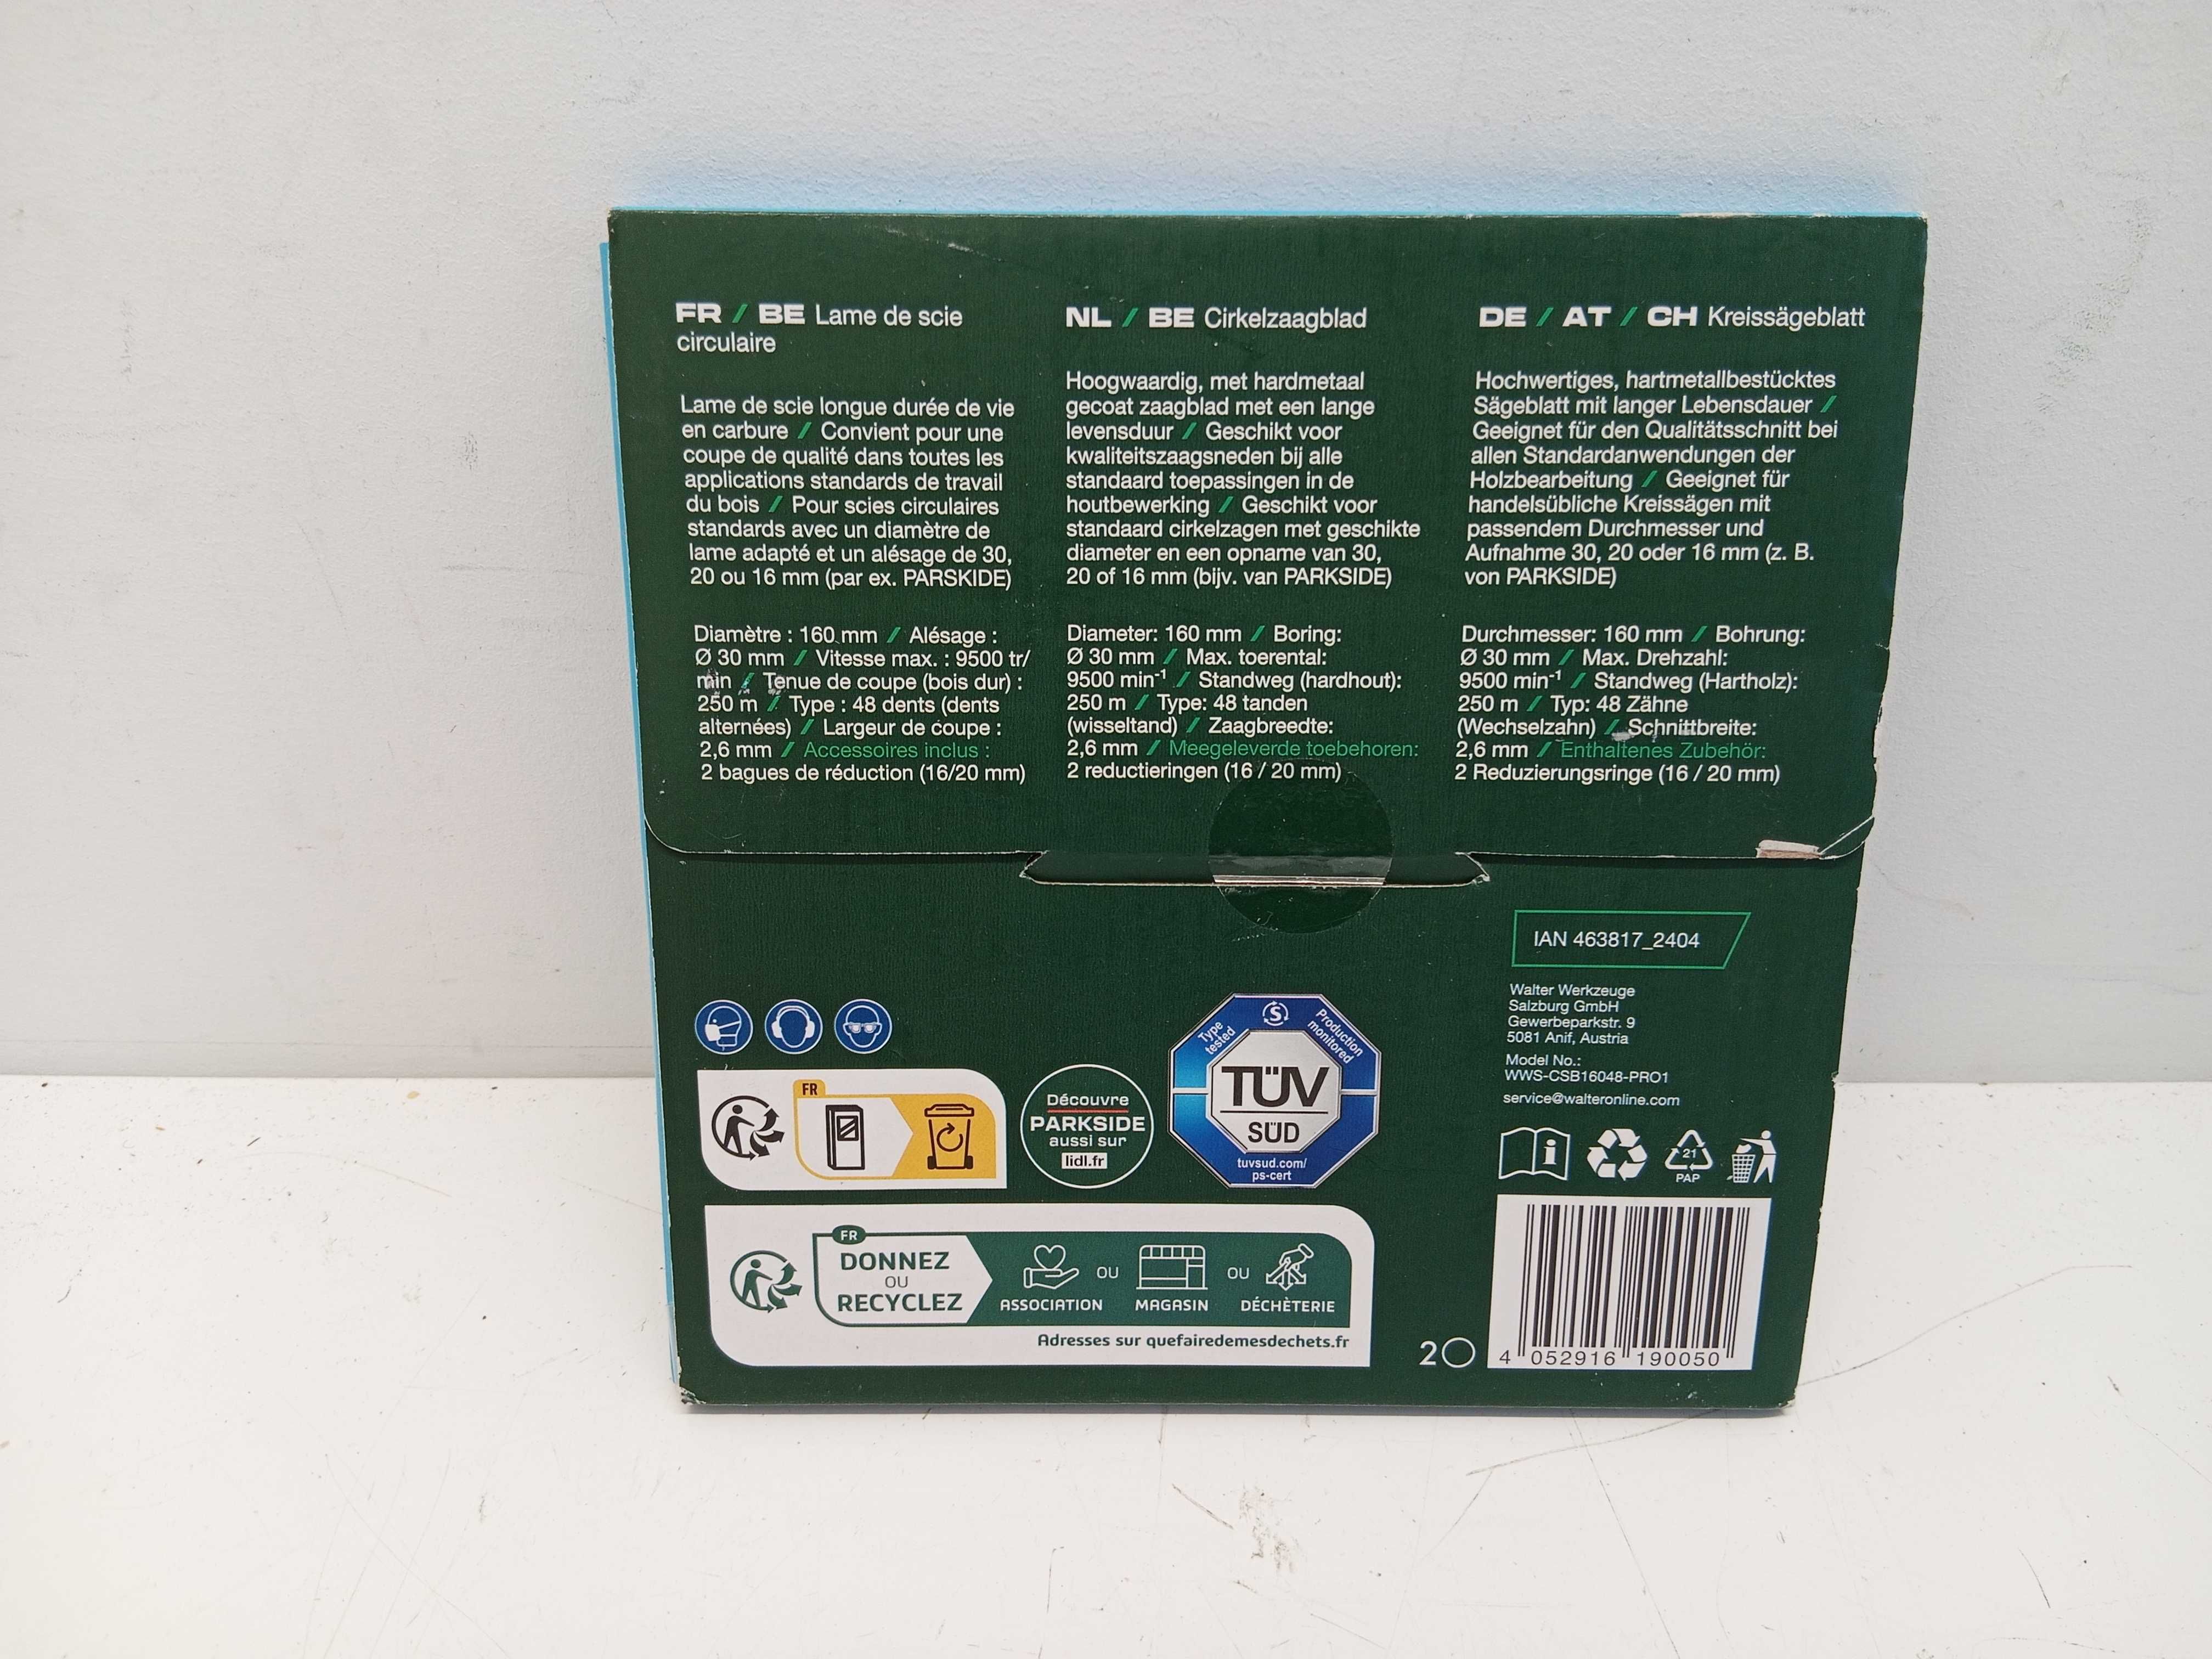 FR / BE Lame de scie
circulaire
Lame de scie longue durée de vie
en carbure / Convient pour une
coupe de qualité dans toutes les
applications standards de travail
du bois / Pour scies circulaires
standards avec un diamètre de
lame adapté et un alésage de 30,
20 ou 16 mm (par ex. PARSKIDE)
Diamètre : 160 mm / Alésage :
Ø 30 mm / Vitesse max. : 9500 tr/
min / Tenue de coupe (bois dur) :
250 m / Type : 48 dents (dents
alternées) / Largeur de coupe :
2,6 mm / Accessoires inclus :
2 bagues de réduction (16/20 mm)
NL / BE Cirkelzaagblad
Hoogwaardig, met hardmetaal
gecoat zaagblad met een lange
levensduur / Geschikt voor
kwaliteitszaagsneden bij alle
standaard toepassingen in de
houtbewerking / Geschikt voor
standaard cirkelzagen met geschikte
diameter en een opname van 30,
20 of 16 mm (bijv. van PARKSIDE)
Diameter: 160 mm / Boring:
Ø 30 mm / Max. toerental:
9500 min⁻¹ / Standweg (hardhout):
250 m / Type: 48 tanden
(wisseltand) / Zaagbreedte:
2,6 mm / Meegeleverde toebehoren:
2 reductieringen (16 / 20 mm)
DE / AT / CH Kreissägeblatt
Hochwertiges, hartmetallbestücktes
Sägeblatt mit langer Lebensdauer /
Geeignet für den Qualitätsschnitt bei
allen Standardanwendungen der
Holzbearbeitung / Geeignet für
handelsübliche Kreissägen mit
passendem Durchmesser und
Aufnahme 30, 20 oder 16 mm (z. B.
von PARKSIDE)
Durchmesser: 160 mm / Bohrung:
Ø 30 mm / Max. Drehzahl:
9500 min⁻¹ / Standweg (Hartholz):
250 m / Typ: 48 Zähne
(Wechselzahn) / Schnittbreite:
2,6 mm / Enthaltenes Zubehör:
2 Reduzierungsringe (16 / 20 mm)
IAN 463817_2404
Walter Werkzeuge
Salzburg GmbH
Gewerbeparkstr. 9
5081 Anif, Austria
Model No.:
WWS-CSB16048-PRO1
service@walteronline.com
FR
Découvre
PARKSIDE
aussi sur
lidl.fr
Type tested
S
Production monitored
TÜV
SÜD
tuvsud.com/
ps-cert
i
21
PAP
FR
DONNEZ
OU
RECYCLEZ
ASSOCIATION
OU
MAGASIN
OU
DÉCHÈTERIE
Adresses sur quefairedemesdechets.fr
2
4 052916 190050